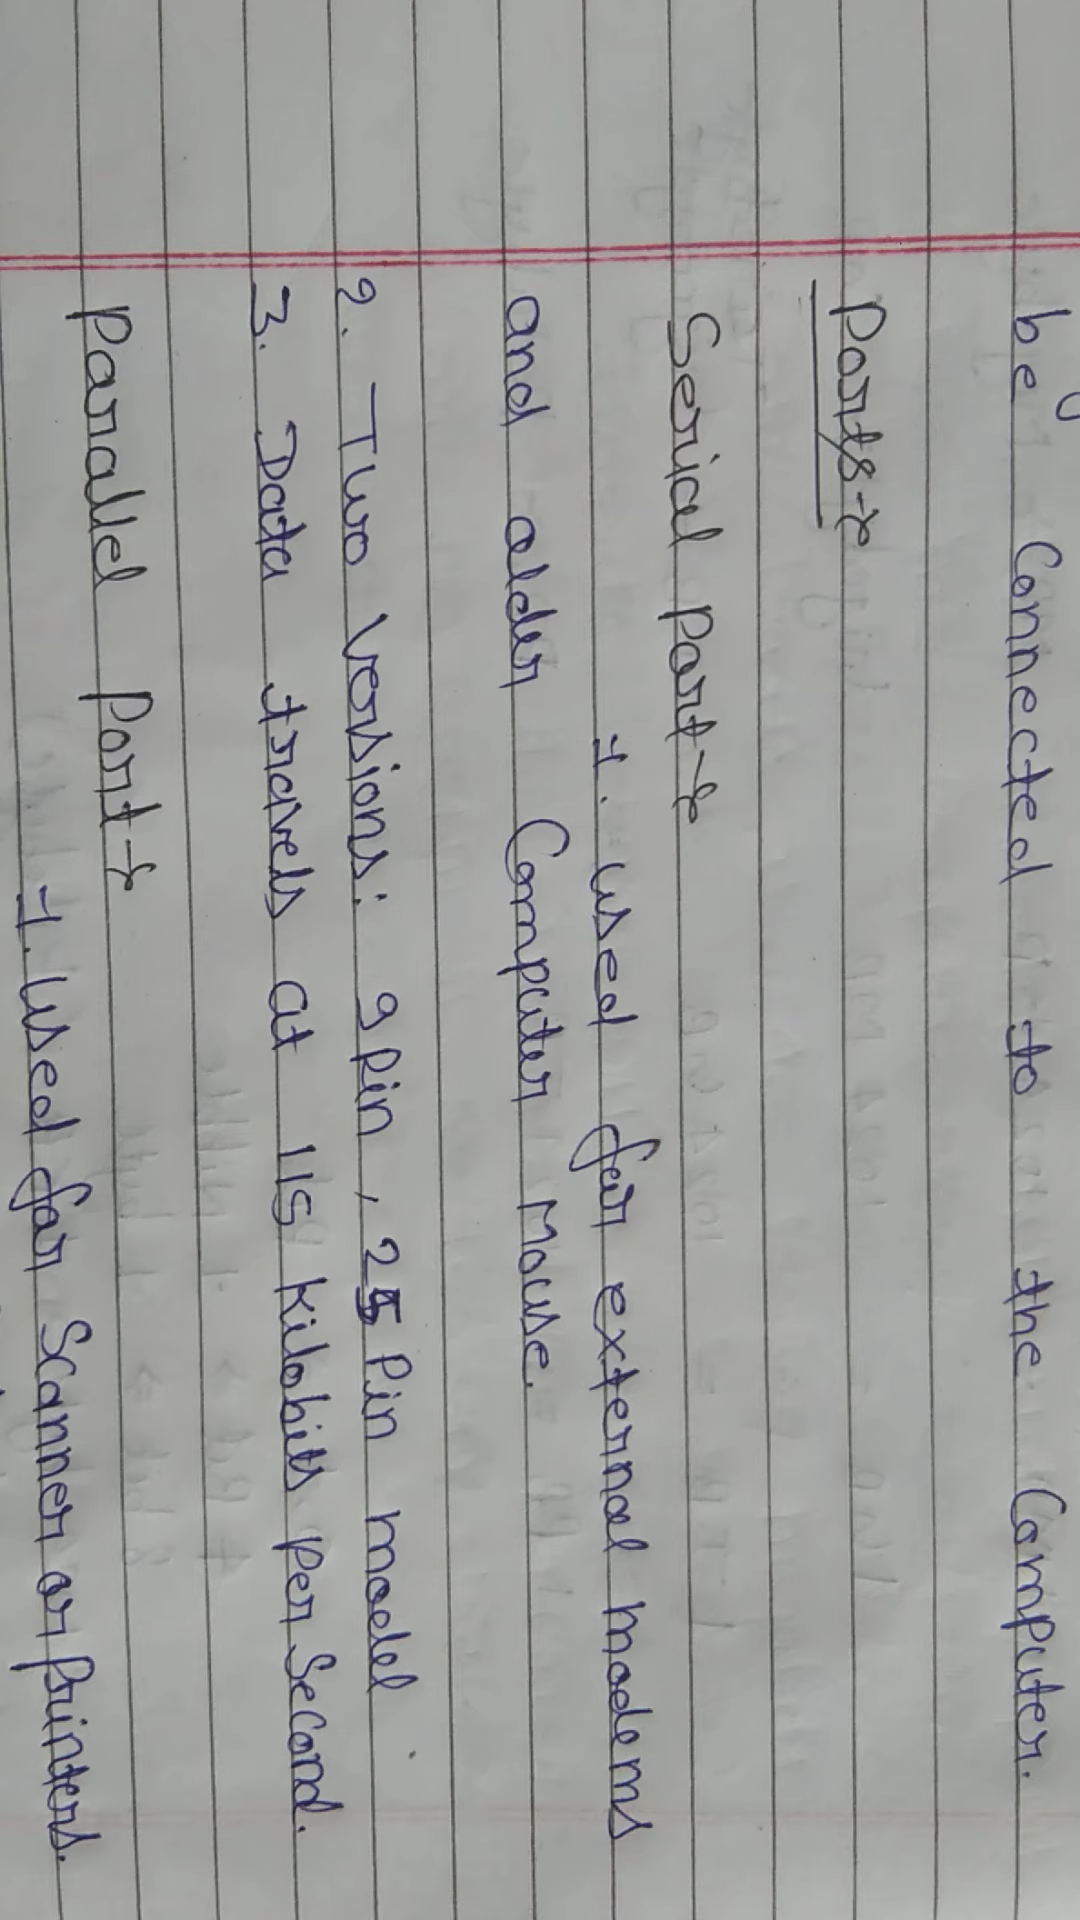 be connected to the Computer.
Ports→
Serical Port→
1. Used for external modems
and older Computer Mouse.
2. Two Versions: 9 Pin, 25 Pin model
3. Data travels at 115 kilobits per Second.
Parallel Port→
1. Used for Scanner or Printers.